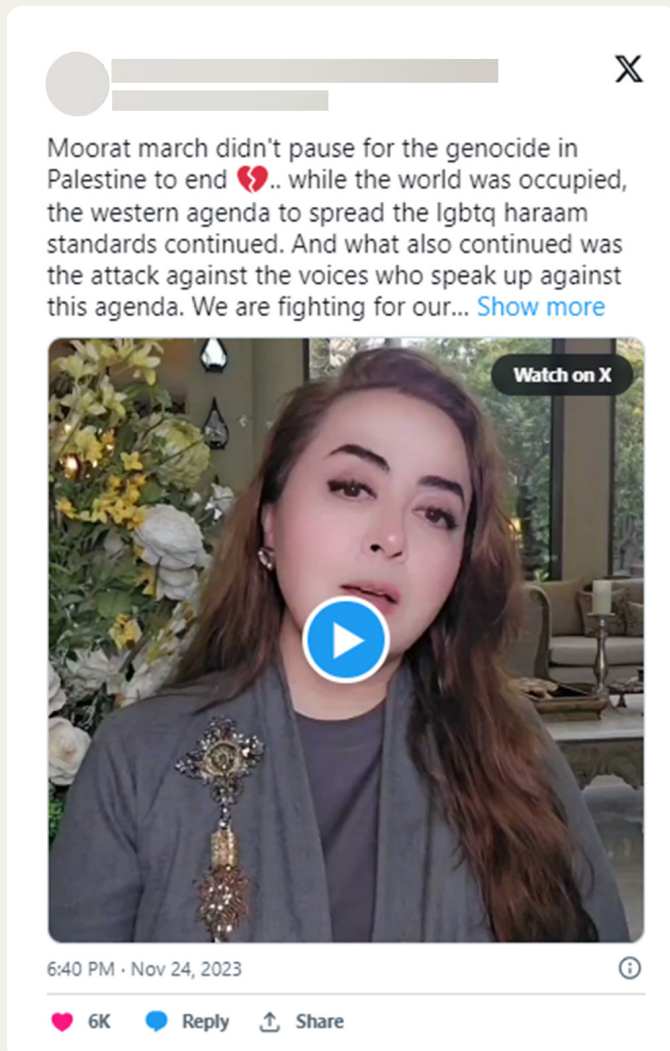 Moorat march didn't pause for the genocide in
Palestine to end 💔.. while the world was occupied,
the western agenda to spread the lgbtq haraam
standards continued. And what also continued was
the attack against the voices who speak up against
this agenda. We are fighting for our... Show more
Watch on X
6:40 PM · Nov 24, 2023
6K Reply Share